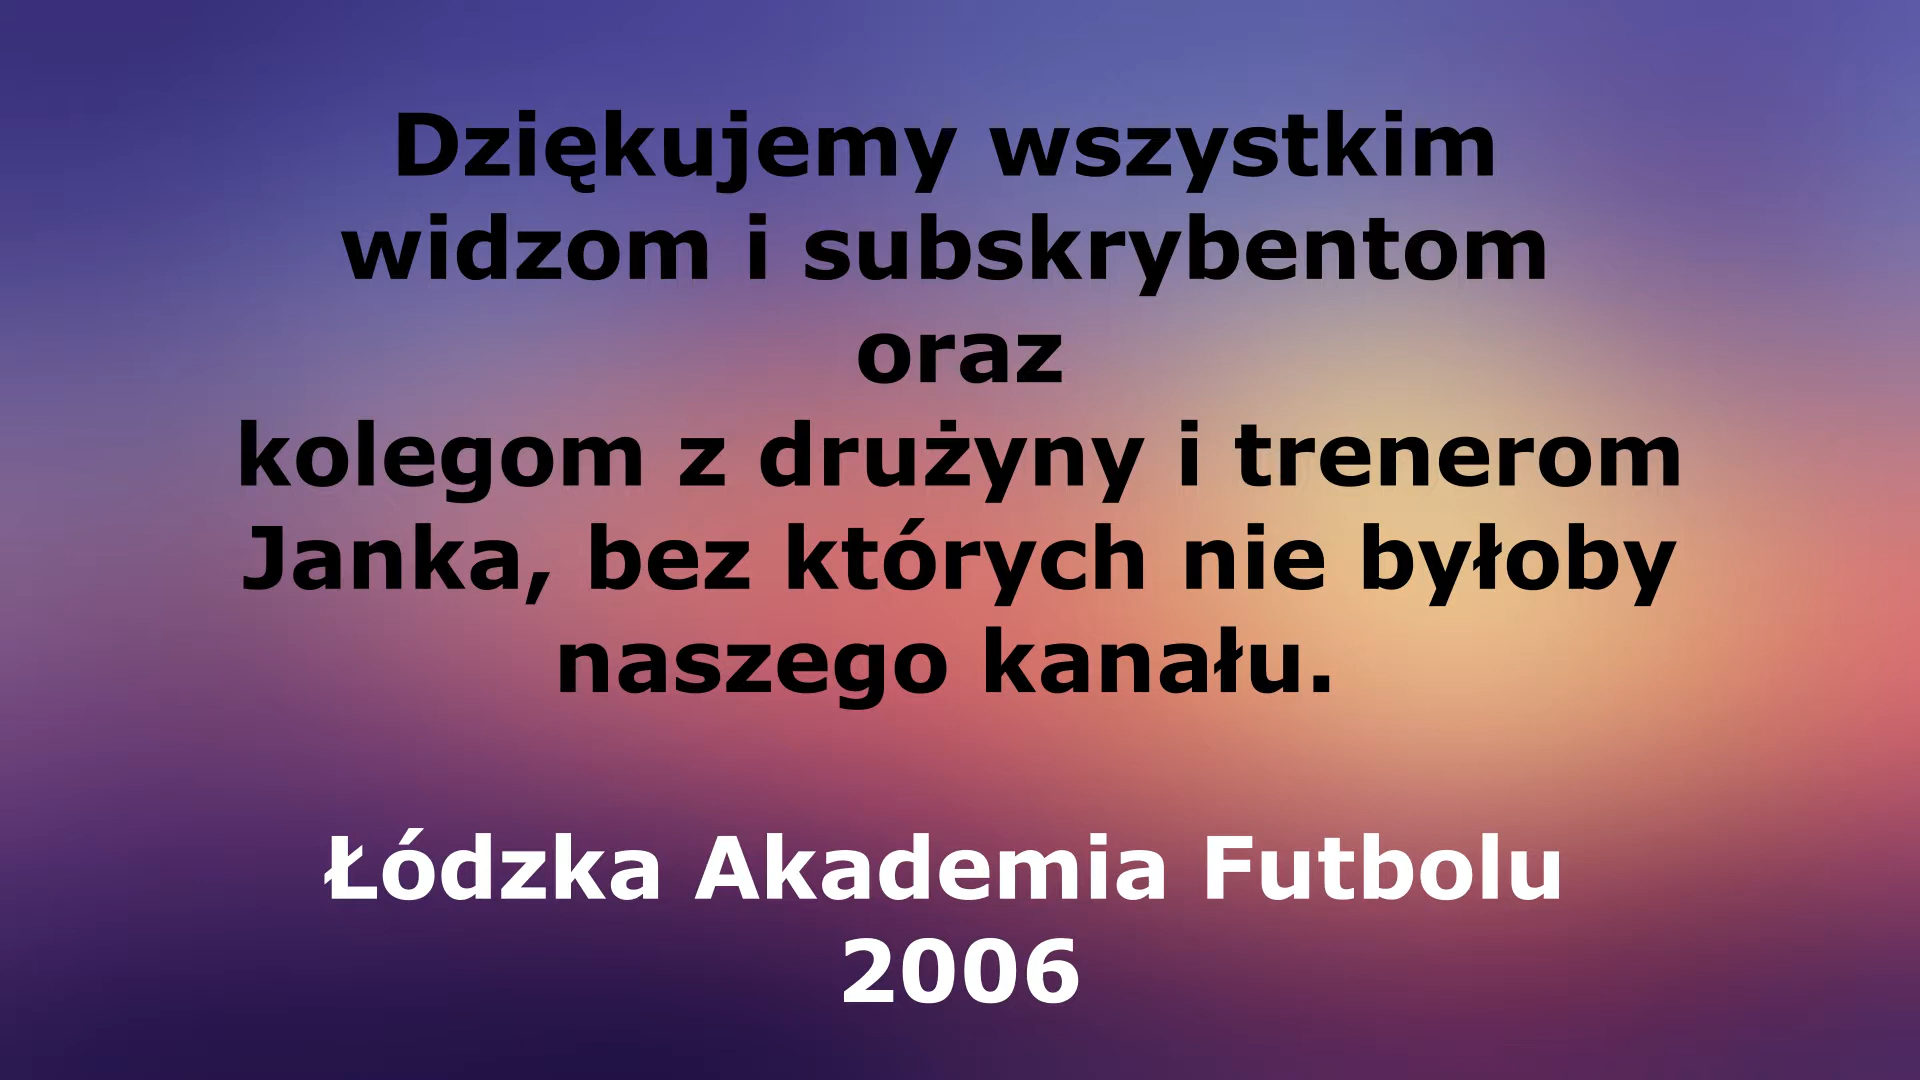 Dziękujemy wszystkim
widzom i subskrybentom
oraz
kolegom z drużyny i trenerom
Janka, bez których nie byłoby
naszego kanału.
Łódzka Akademia Futbolu
2006